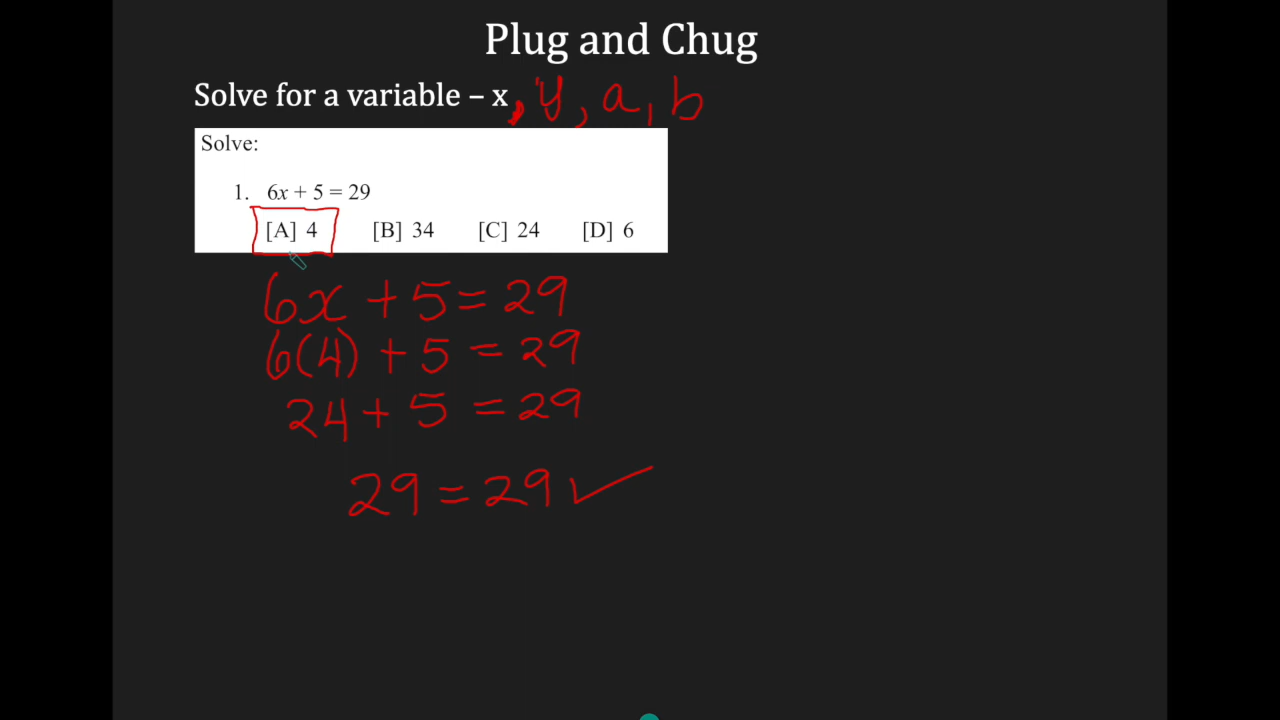 Plug and Chug
Solve for a variable – x, y, a, b
Solve:
1. 6x + 5 = 29
[A] 4 [B] 34 [C] 24 [D] 6
6x + 5 = 29
6(4) + 5 = 29
24 + 5 = 29
29 = 29 ✓